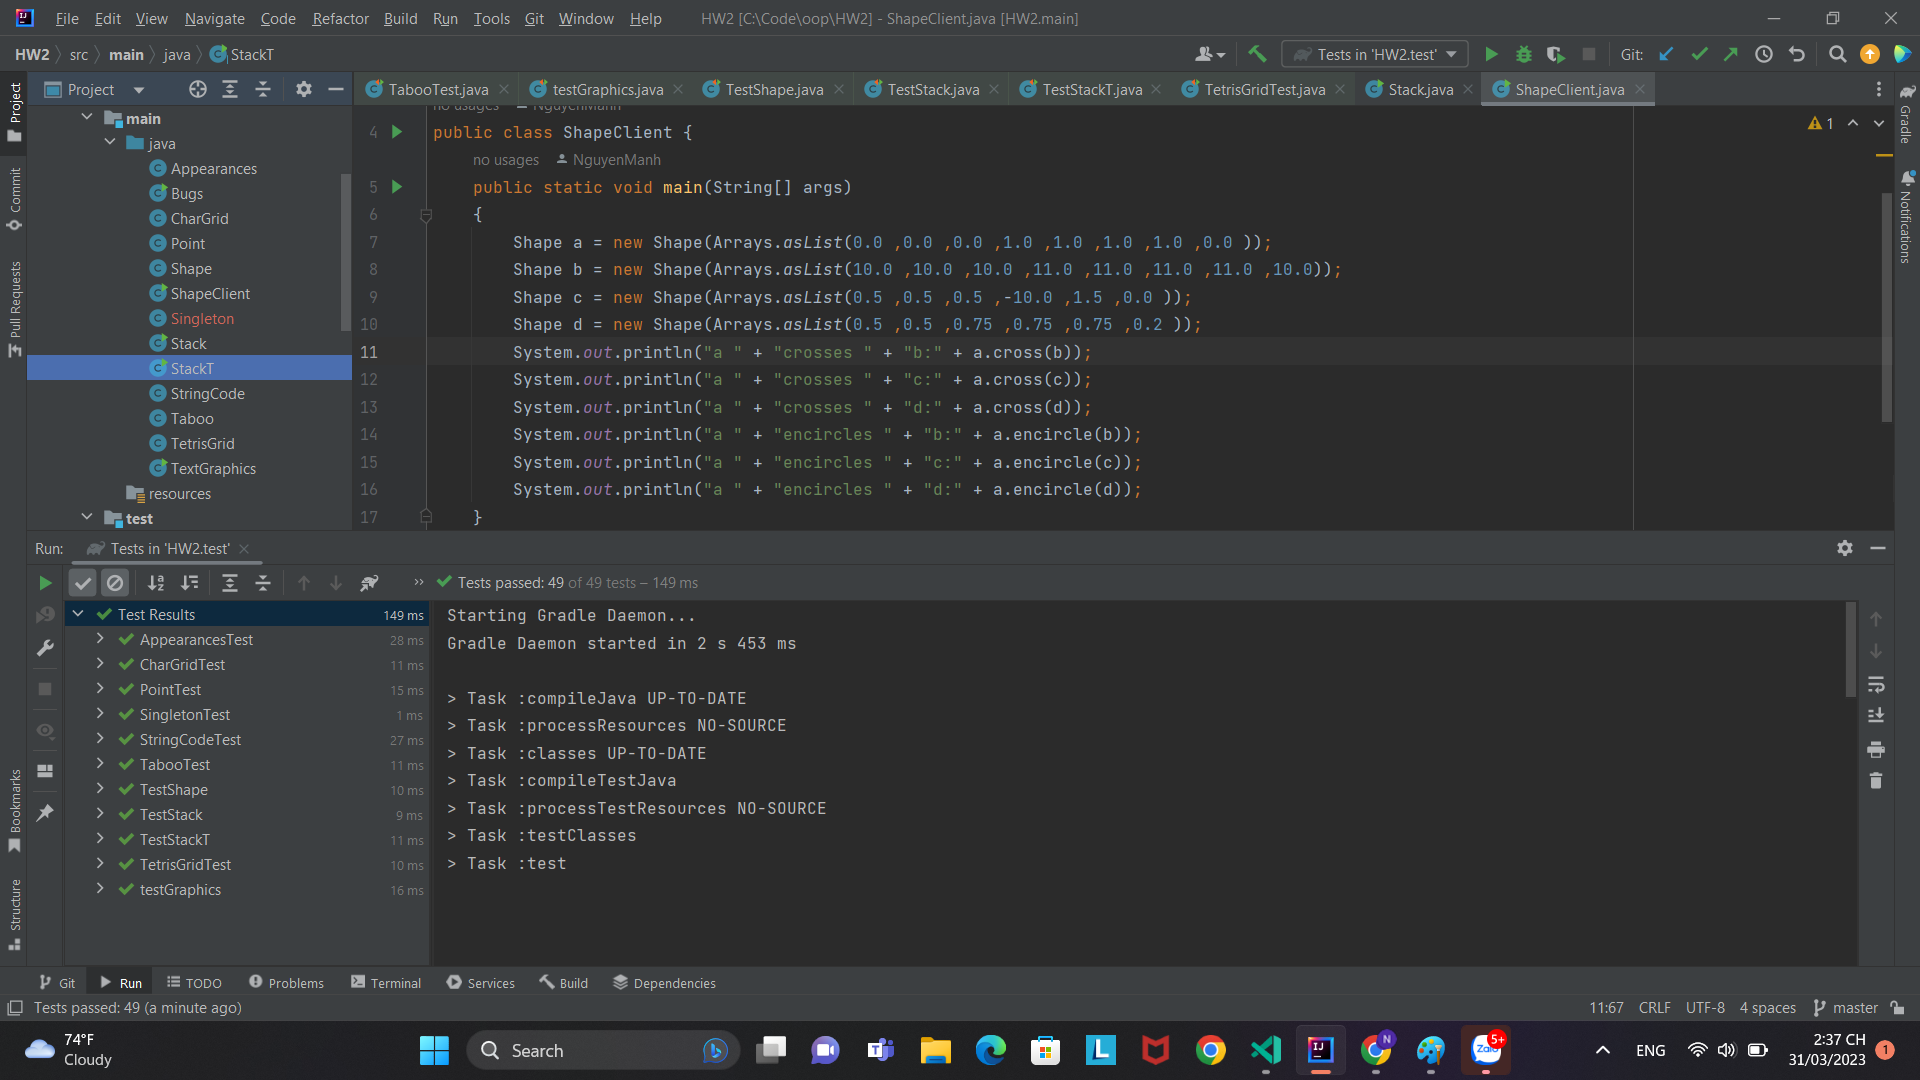 File Edit View Navigate Code Refactor Build Run Tools Git Window Help HW2 [C:\Code\oop\HW2] - ShapeClient.java [HW2.main]
HW2 src main java StackT Tests in 'HW2.test' Git:
Project
TabooTest.java testGraphics.java TestShape.java TestStack.java TestStackT.java TetrisGridTest.java Stack.java ShapeClient.java
Project
Commit
Pull Requests
Bookmarks
Structure
Gradle
Notifications
main
java
Appearances
Bugs
CharGrid
Point
Shape
ShapeClient
Singleton
Stack
StackT
StringCode
Taboo
TetrisGrid
TextGraphics
resources
test
no usages NguyenManh
4 public class ShapeClient {
no usages NguyenManh
5 public static void main(String[] args)
6 {
7 Shape a = new Shape(Arrays.asList(0.0 ,0.0 ,0.0 ,1.0 ,1.0 ,1.0 ,1.0 ,0.0 ));
8 Shape b = new Shape(Arrays.asList(10.0 ,10.0 ,10.0 ,11.0 ,11.0 ,11.0 ,11.0 ,10.0));
9 Shape c = new Shape(Arrays.asList(0.5 ,0.5 ,0.5 ,-10.0 ,1.5 ,0.0 ));
10 Shape d = new Shape(Arrays.asList(0.5 ,0.5 ,0.75 ,0.75 ,0.75 ,0.2 ));
11 System.out.println("a " + "crosses " + "b:" + a.cross(b));
12 System.out.println("a " + "crosses " + "c:" + a.cross(c));
13 System.out.println("a " + "crosses " + "d:" + a.cross(d));
14 System.out.println("a " + "encircles " + "b:" + a.encircle(b));
15 System.out.println("a " + "encircles " + "c:" + a.encircle(c));
16 System.out.println("a " + "encircles " + "d:" + a.encircle(d));
17 }
1
Run: Tests in 'HW2.test'
Tests passed: 49 of 49 tests – 149 ms
Test Results 149 ms
AppearancesTest 28 ms
CharGridTest 11 ms
PointTest 15 ms
SingletonTest 1 ms
StringCodeTest 27 ms
TabooTest 11 ms
TestShape 10 ms
TestStack 9 ms
TestStackT 11 ms
TetrisGridTest 10 ms
testGraphics 16 ms
Starting Gradle Daemon...
Gradle Daemon started in 2 s 453 ms
> Task :compileJava UP-TO-DATE
> Task :processResources NO-SOURCE
> Task :classes UP-TO-DATE
> Task :compileTestJava
> Task :processTestResources NO-SOURCE
> Task :testClasses
> Task :test
Git Run TODO Problems Terminal Services Build Dependencies
Tests passed: 49 (a minute ago) 11:67 CRLF UTF-8 4 spaces master
74°F
Cloudy
Search
L
N
Zalo
5+
ENG
2:37 CH
31/03/2023
1